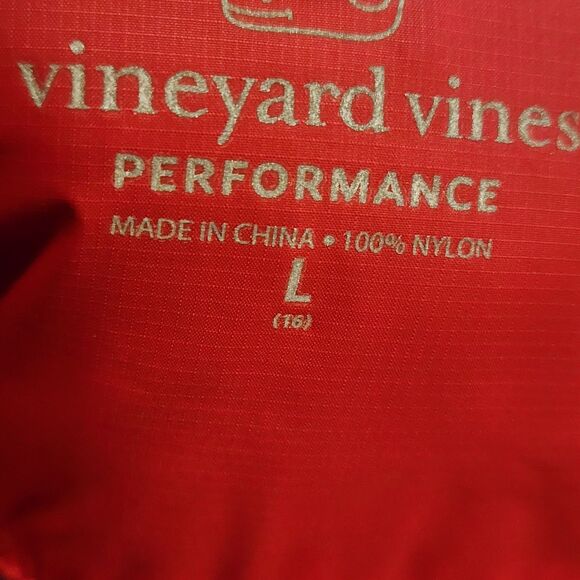 vineyard vines
PERFORMANCE
MADE IN CHINA • 100% NYLON
L
(16)